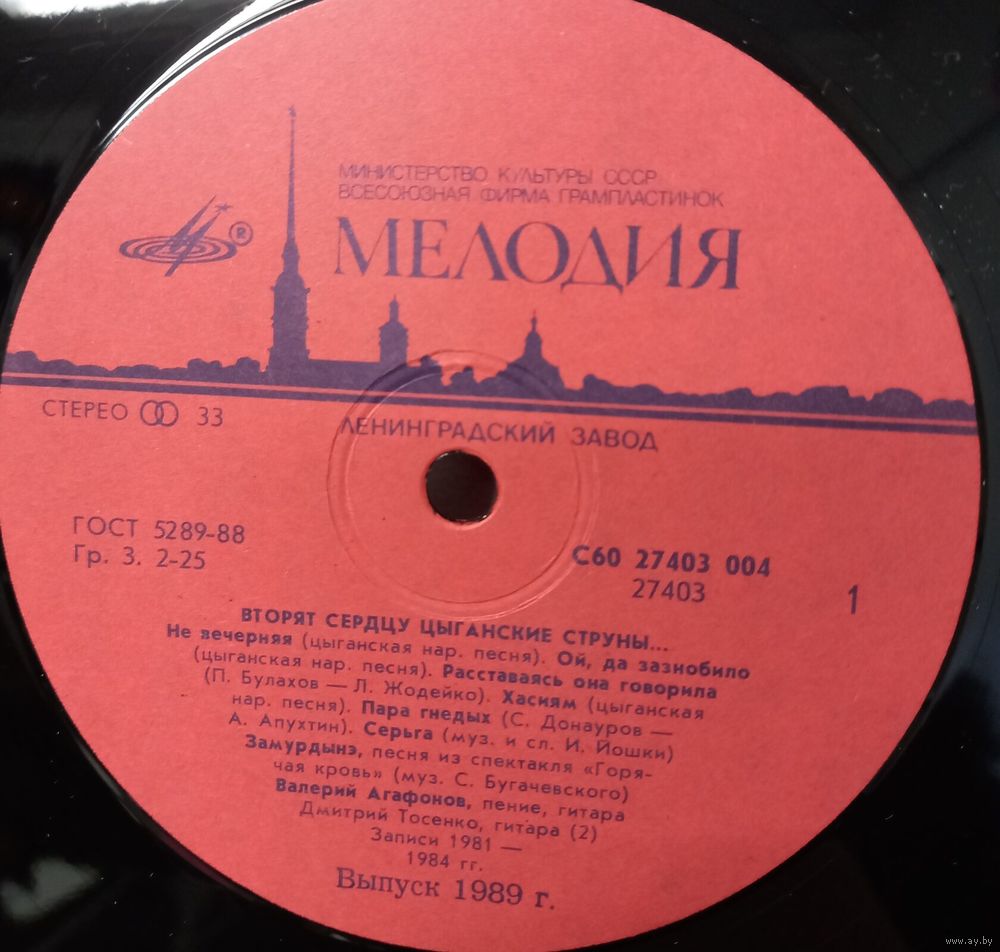 МИНИСТЕРСТВО КУЛЬТУРЫ СССР
ВСЕСОЮЗНАЯ ФИРМА ГРАМПЛАСТИНОК
МЕЛОДИЯ
®
СТЕРЕО 33
ЛЕНИНГРАДСКИЙ ЗАВОД
ГОСТ 5289-88
Гр. 3. 2-25
С60 27403 004
27403
1
ВТОРЯТ СЕРДЦУ ЦЫГАНСКИЕ СТРУНЫ...
Не вечерняя (цыганская нар. песня). Ой, да зазнобило
(цыганская нар. песня). Расставаясь она говорила
(П. Булахов — Л. Жодейко). Хасиям (цыганская
нар. песня). Пара гнедых (С. Донауров —
А. Апухтин). Серьга (муз. и сл. И. Йошки)
Замурдынэ, песня из спектакля «Горя-
чая кровь» (муз. С. Бугачевского)
Валерий Агафонов, пение, гитара
Дмитрий Тосенко, гитара (2)
Записи 1981 —
1984 гг.
Выпуск 1989 г.
www.ay.by